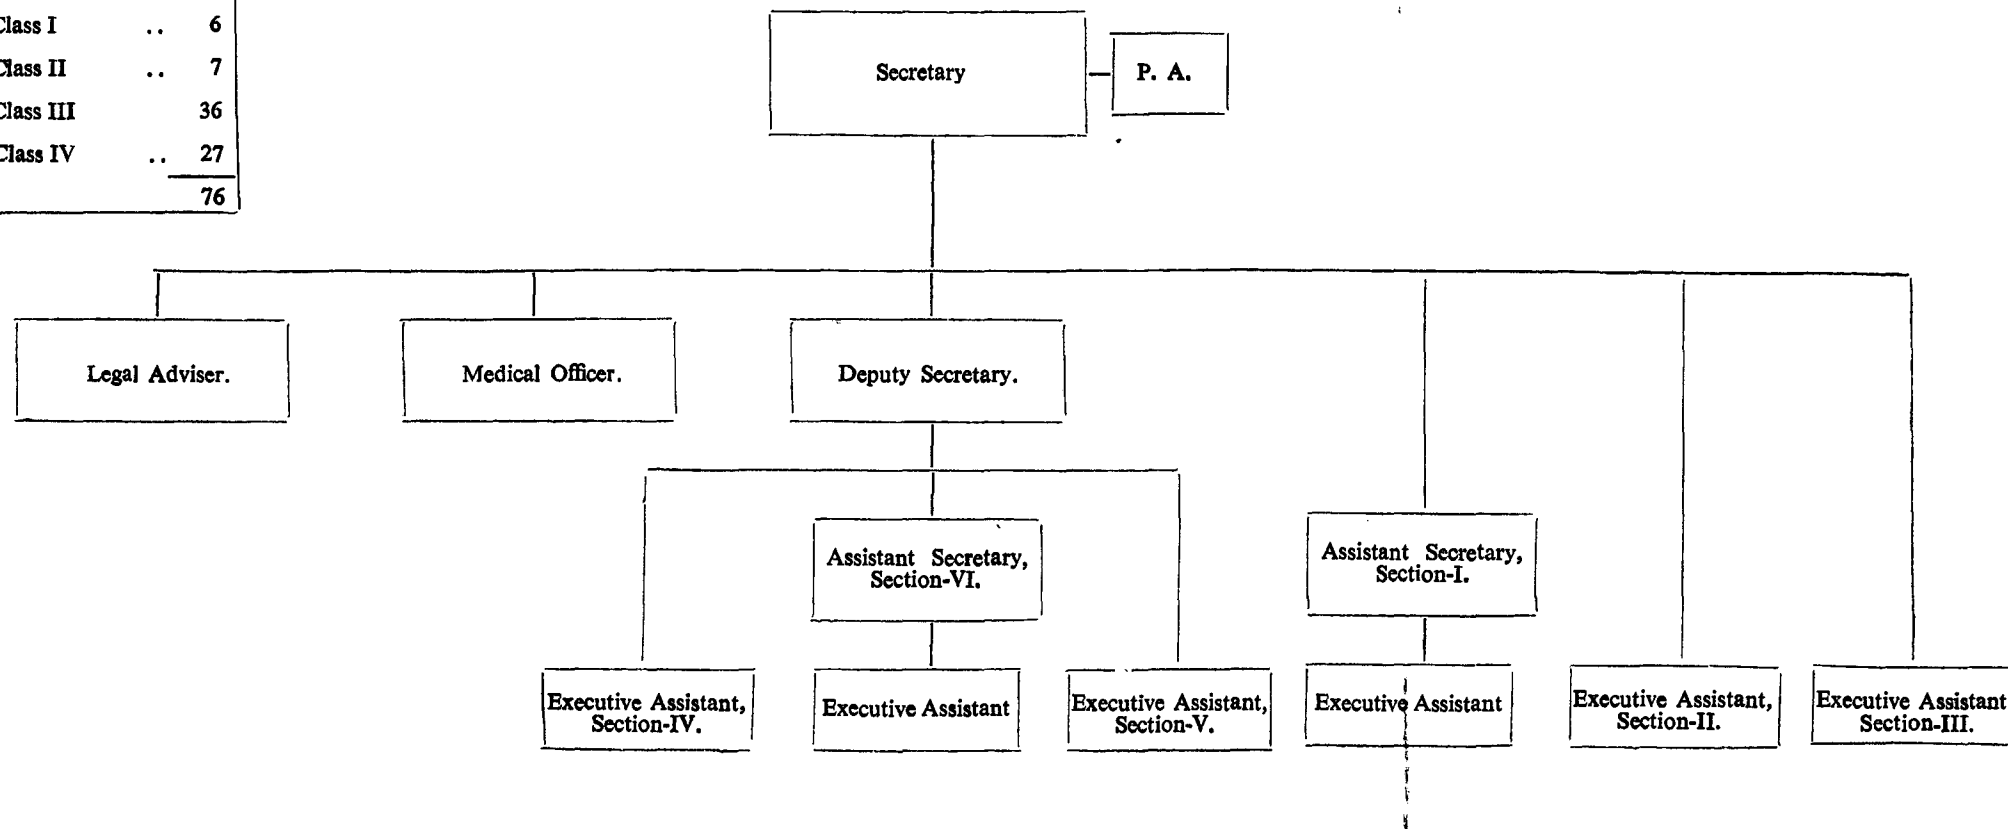 Class I .. 6
Class II .. 7
Class III 36
Class IV .. 27
76
Secretary
P. A.
Legal Adviser.
Medical Officer.
Deputy Secretary.
Assistant Secretary,
Section-VI.
Assistant Secretary,
Section-I.
Executive Assistant,
Section-IV.
Executive Assistant
Executive Assistant,
Section-V.
Executive Assistant
Executive Assistant,
Section-II.
Executive Assistant
Section-III.